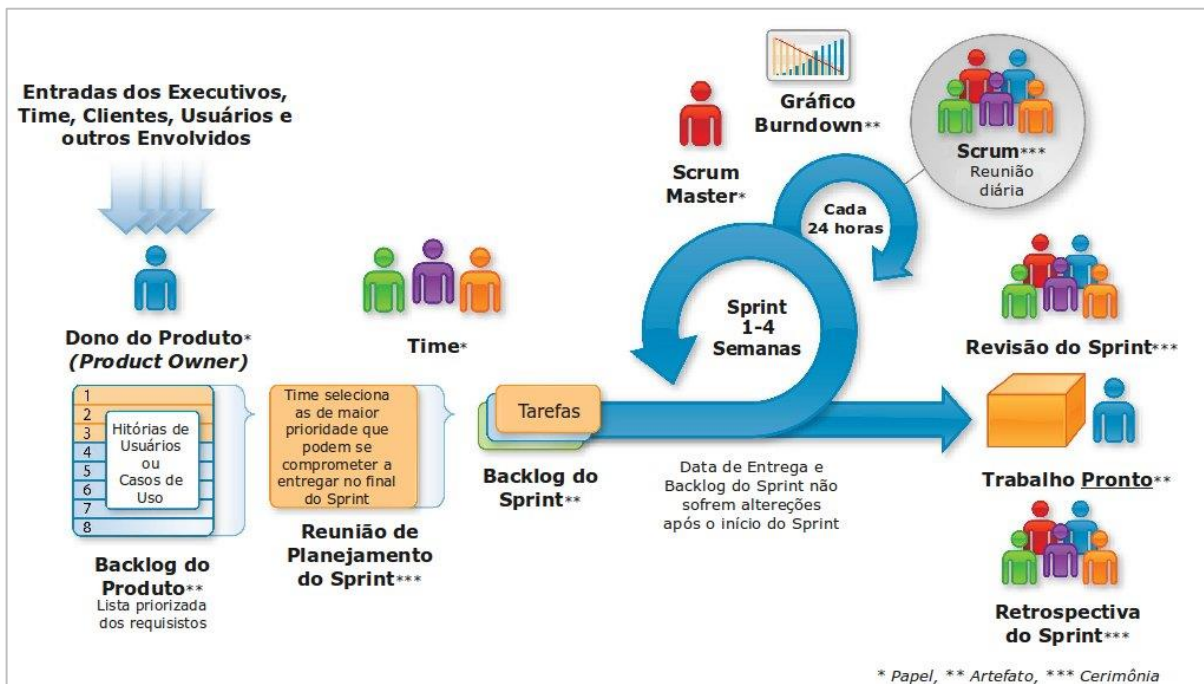 Entradas dos Executivos,
Time, Clientes, Usuários e
outros Envolvidos
Dono do Produto*
(Product Owner)
Time*
1
2
3
4
5
6
7
8
Hitórias de
Usuários
ou
Casos de
Uso
Backlog do
Produto**
Lista priorizada
dos requisistos
Time seleciona
as de maior
prioridade que
podem se
comprometer a
entregar no final
do Sprint
Reunião de
Planejamento
do Sprint***
Tarefas
Backlog do
Sprint**
Scrum
Master*
Gráfico
Burndown**
Cada
24 horas
Scrum***
Reunião
diária
Sprint
1-4
Semanas
Data de Entrega e
Backlog do Sprint não
sofrem altereções
após o início do Sprint
Revisão do Sprint***
Trabalho Pronto**
Retrospectiva
do Sprint***
* Papel, ** Artefato, *** Cerimônia